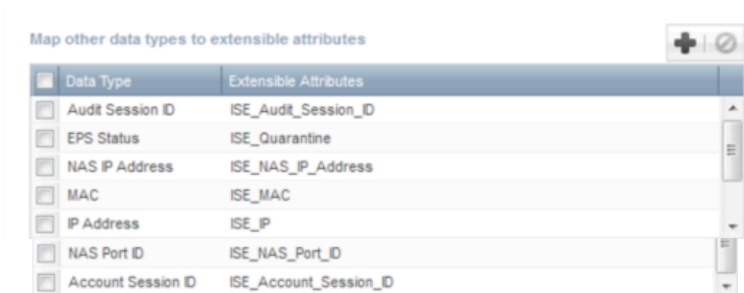 Map other data types to extensible attributes
Data Type Extensible Attributes
Audit Session ID ISE_Audit_Session_ID
EPS Status ISE_Quarantine
NAS IP Address ISE_NAS_IP_Address
MAC ISE_MAC
IP Address ISE_IP
NAS Port ID ISE_NAS_Port_ID
Account Session ID ISE_Account_Session_ID